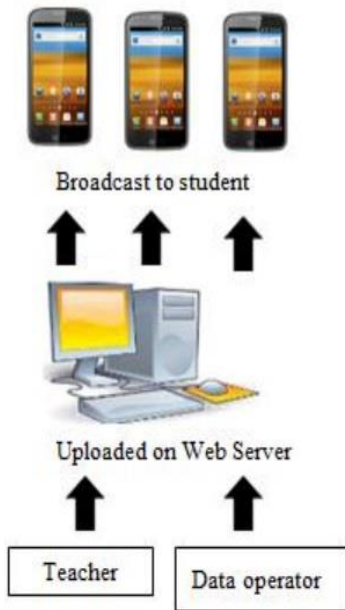 Broadcast to student
Uploaded on Web Server
Teacher
Data operator